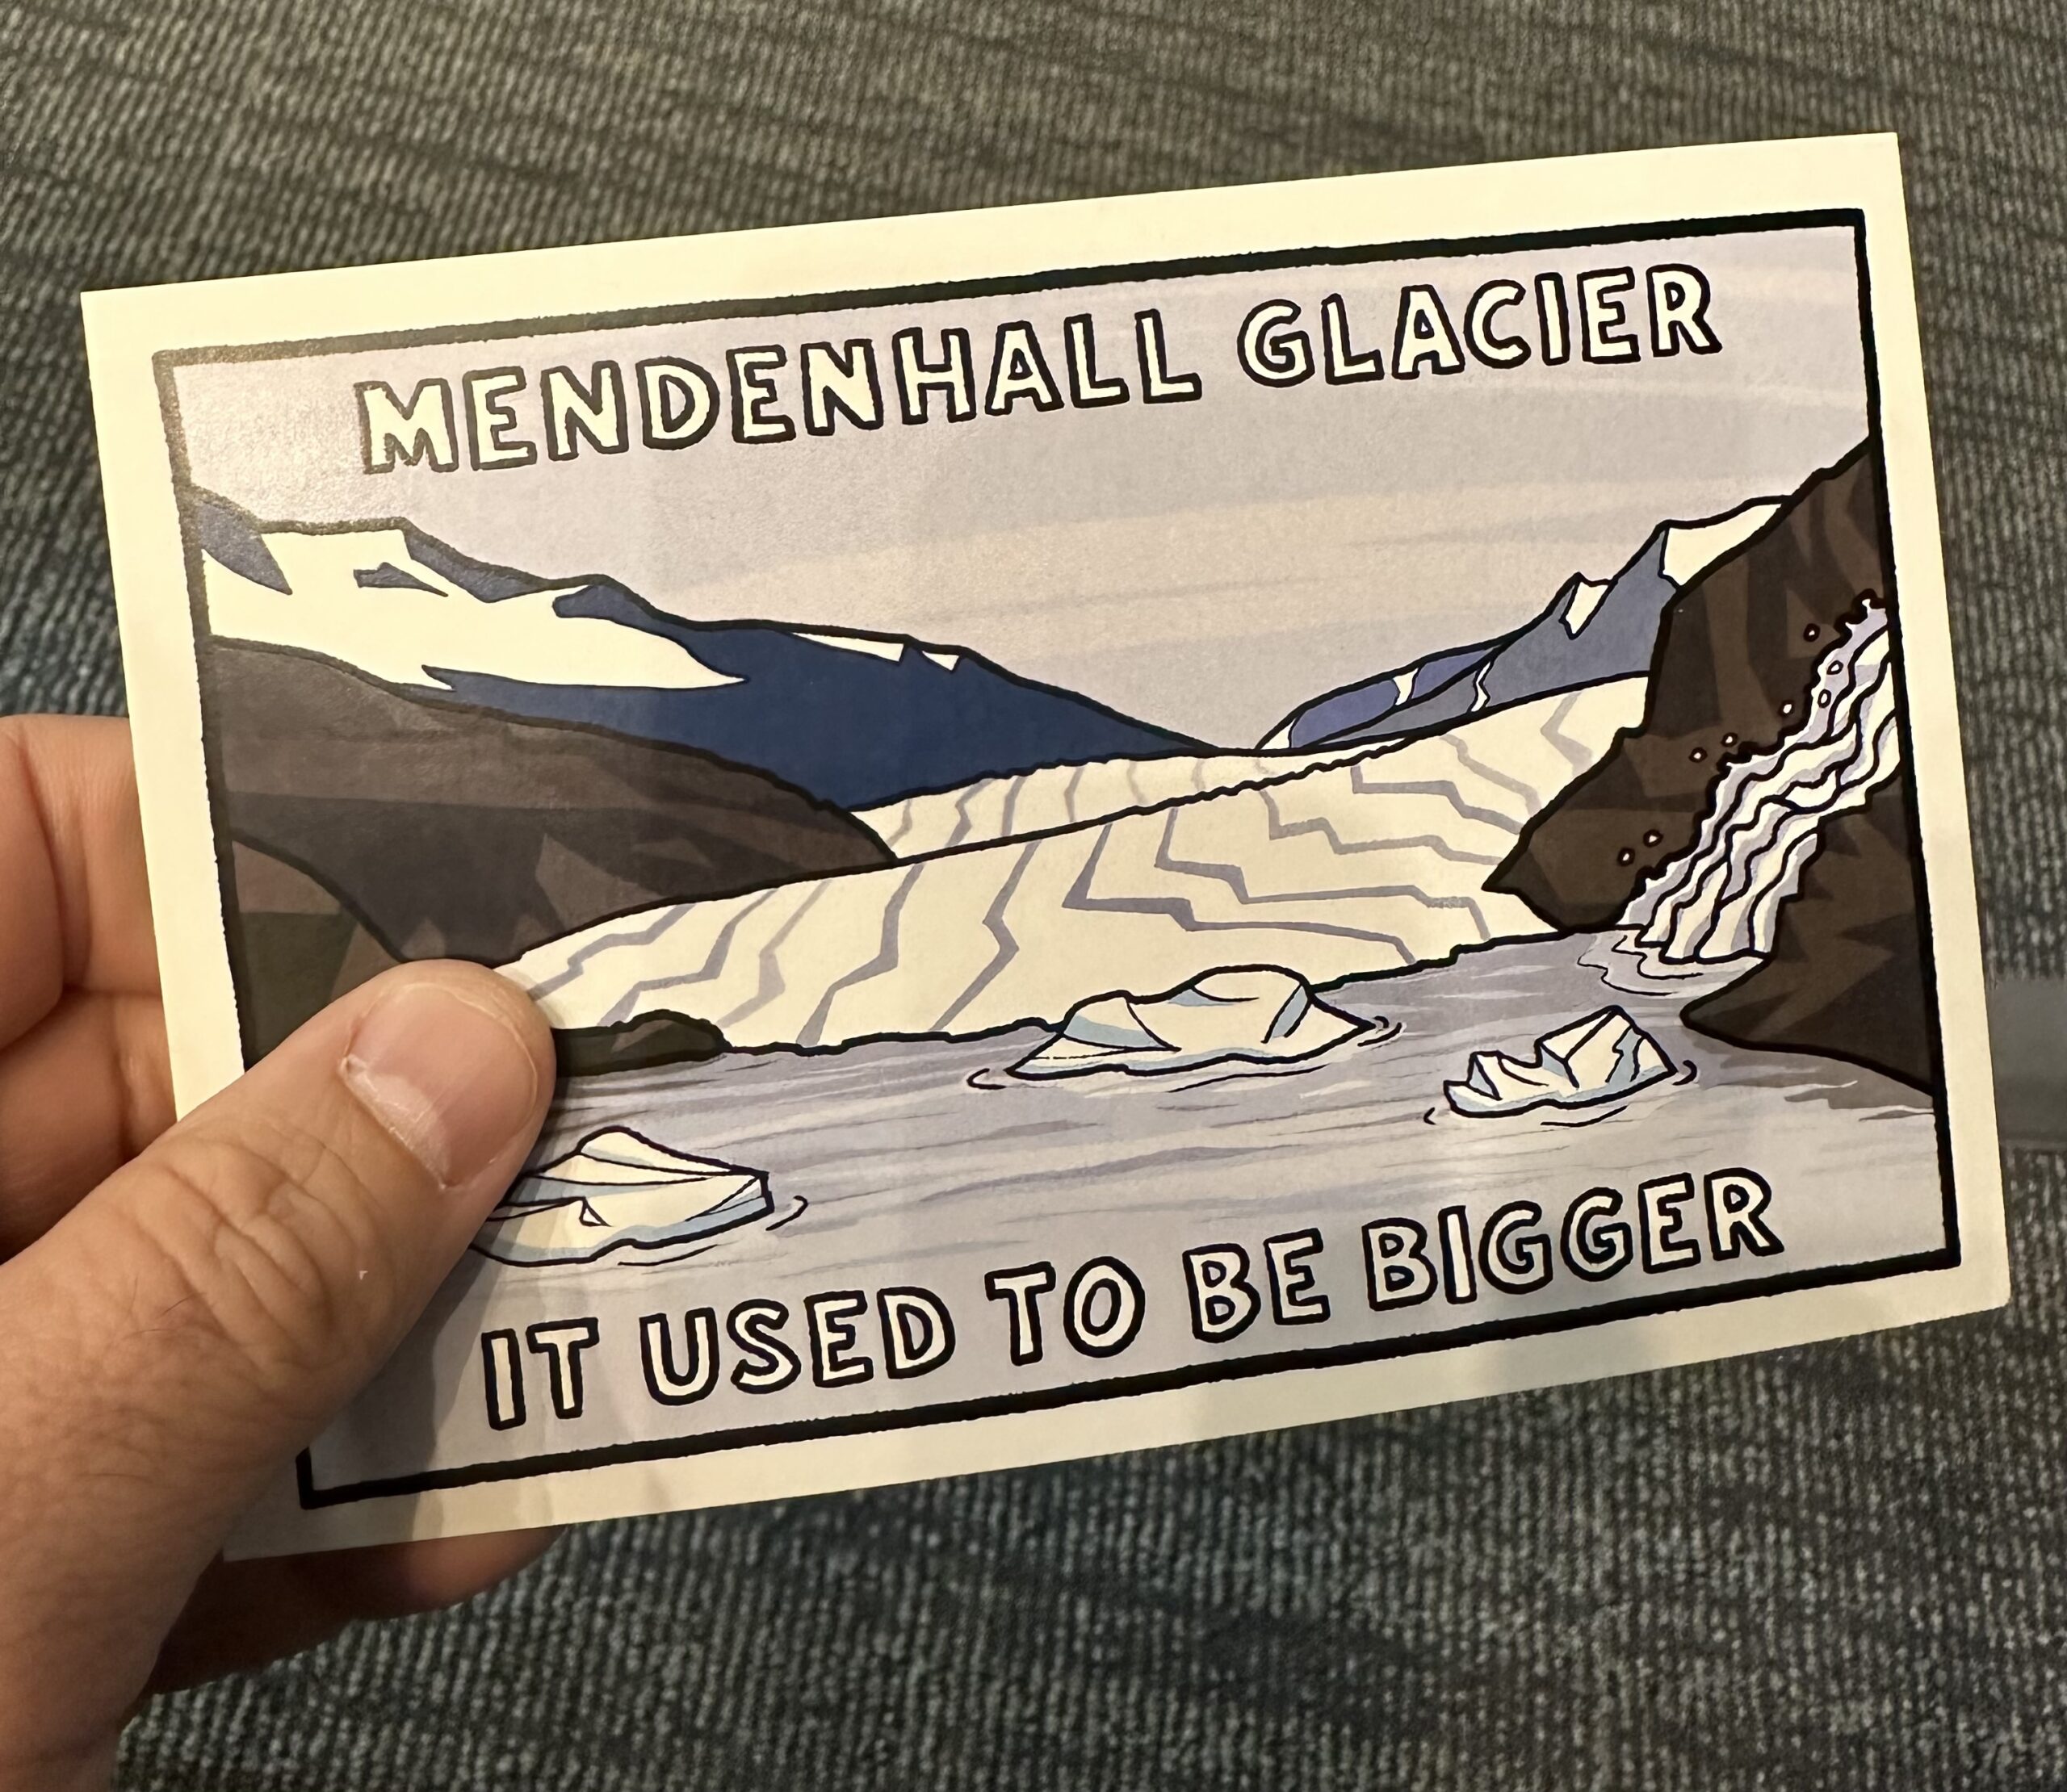 MENDENHALL GLACIER
IT USED TO BE BIGGER